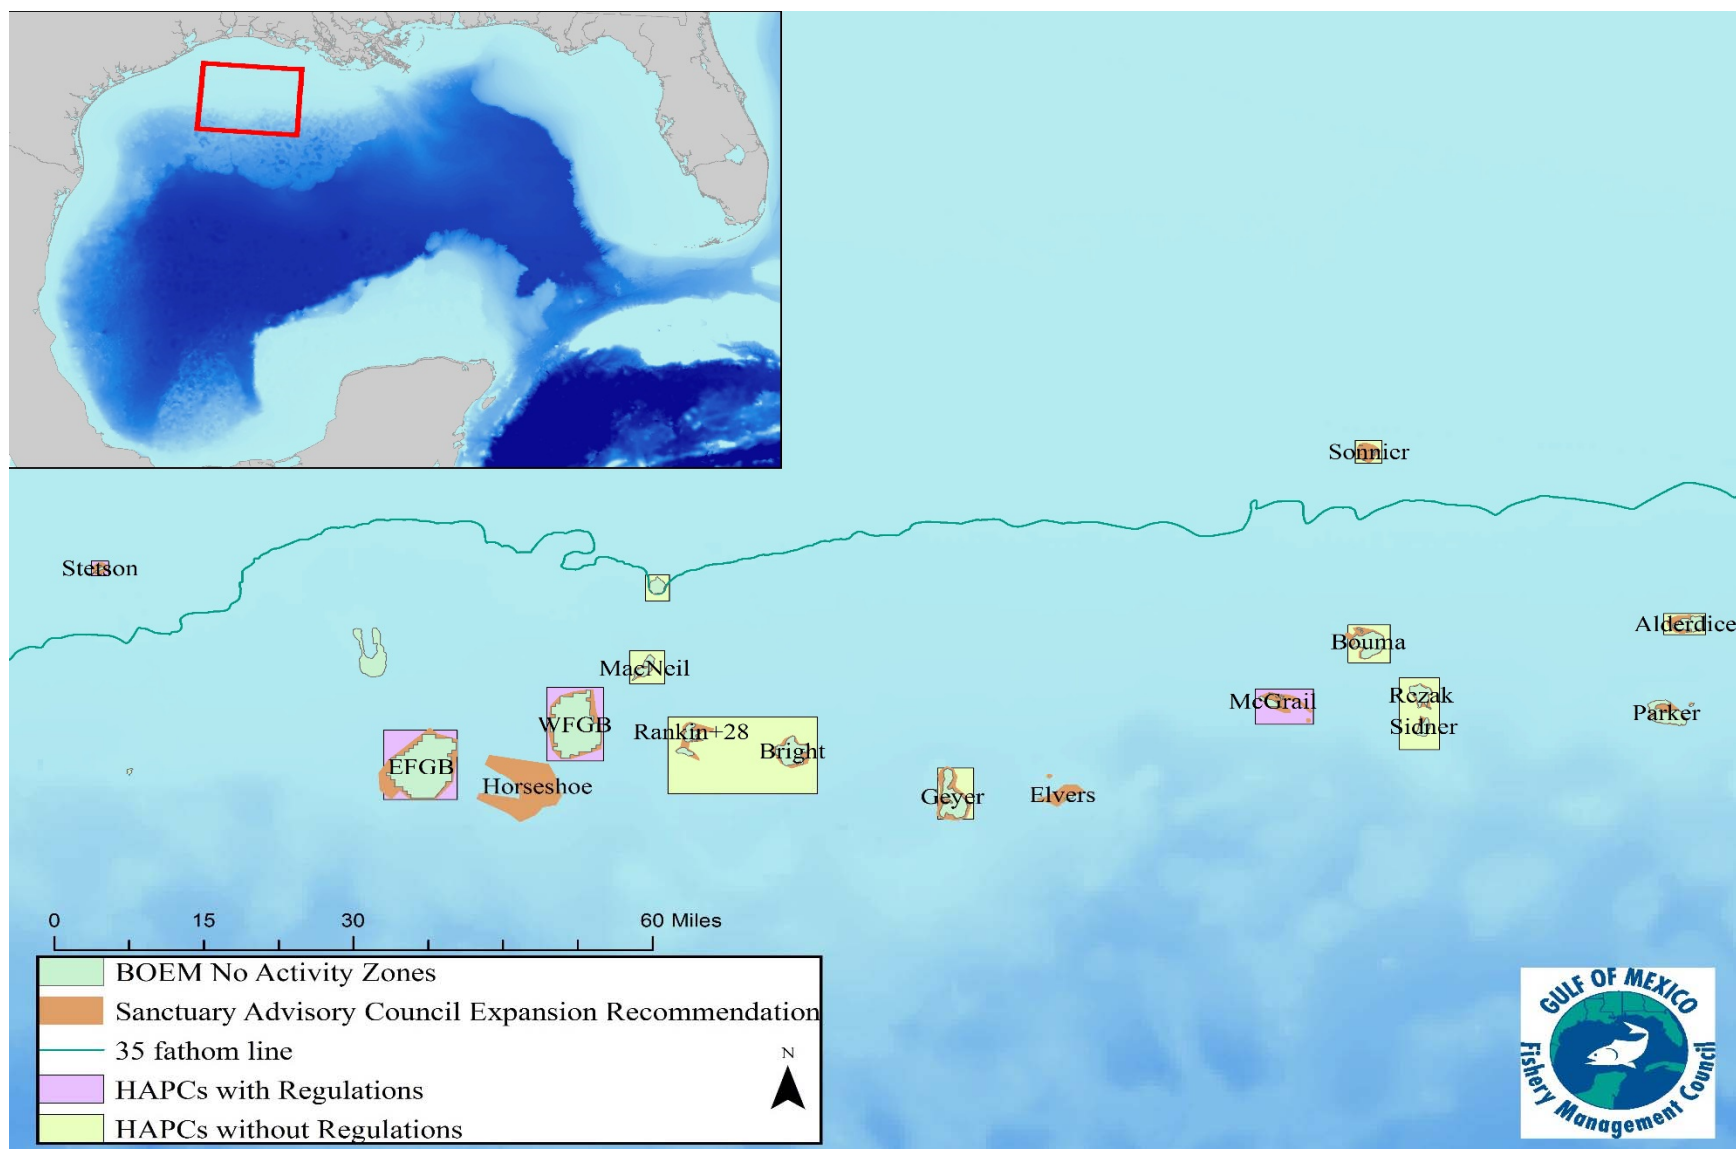 Sonnier
Stetson
MacNeil
Bouma
Alderdice
WFGB
Rankin+28
Bright
McGrail
Rezak
Sidner
Parker
EFGB
Horseshoe
Geyer
Elvers
0 15 30 60 Miles
BOEM No Activity Zones
Sanctuary Advisory Council Expansion Recommendation
35 fathom line
HAPCs with Regulations
HAPCs without Regulations
N
GULF OF MEXICO
Fishery Management Council